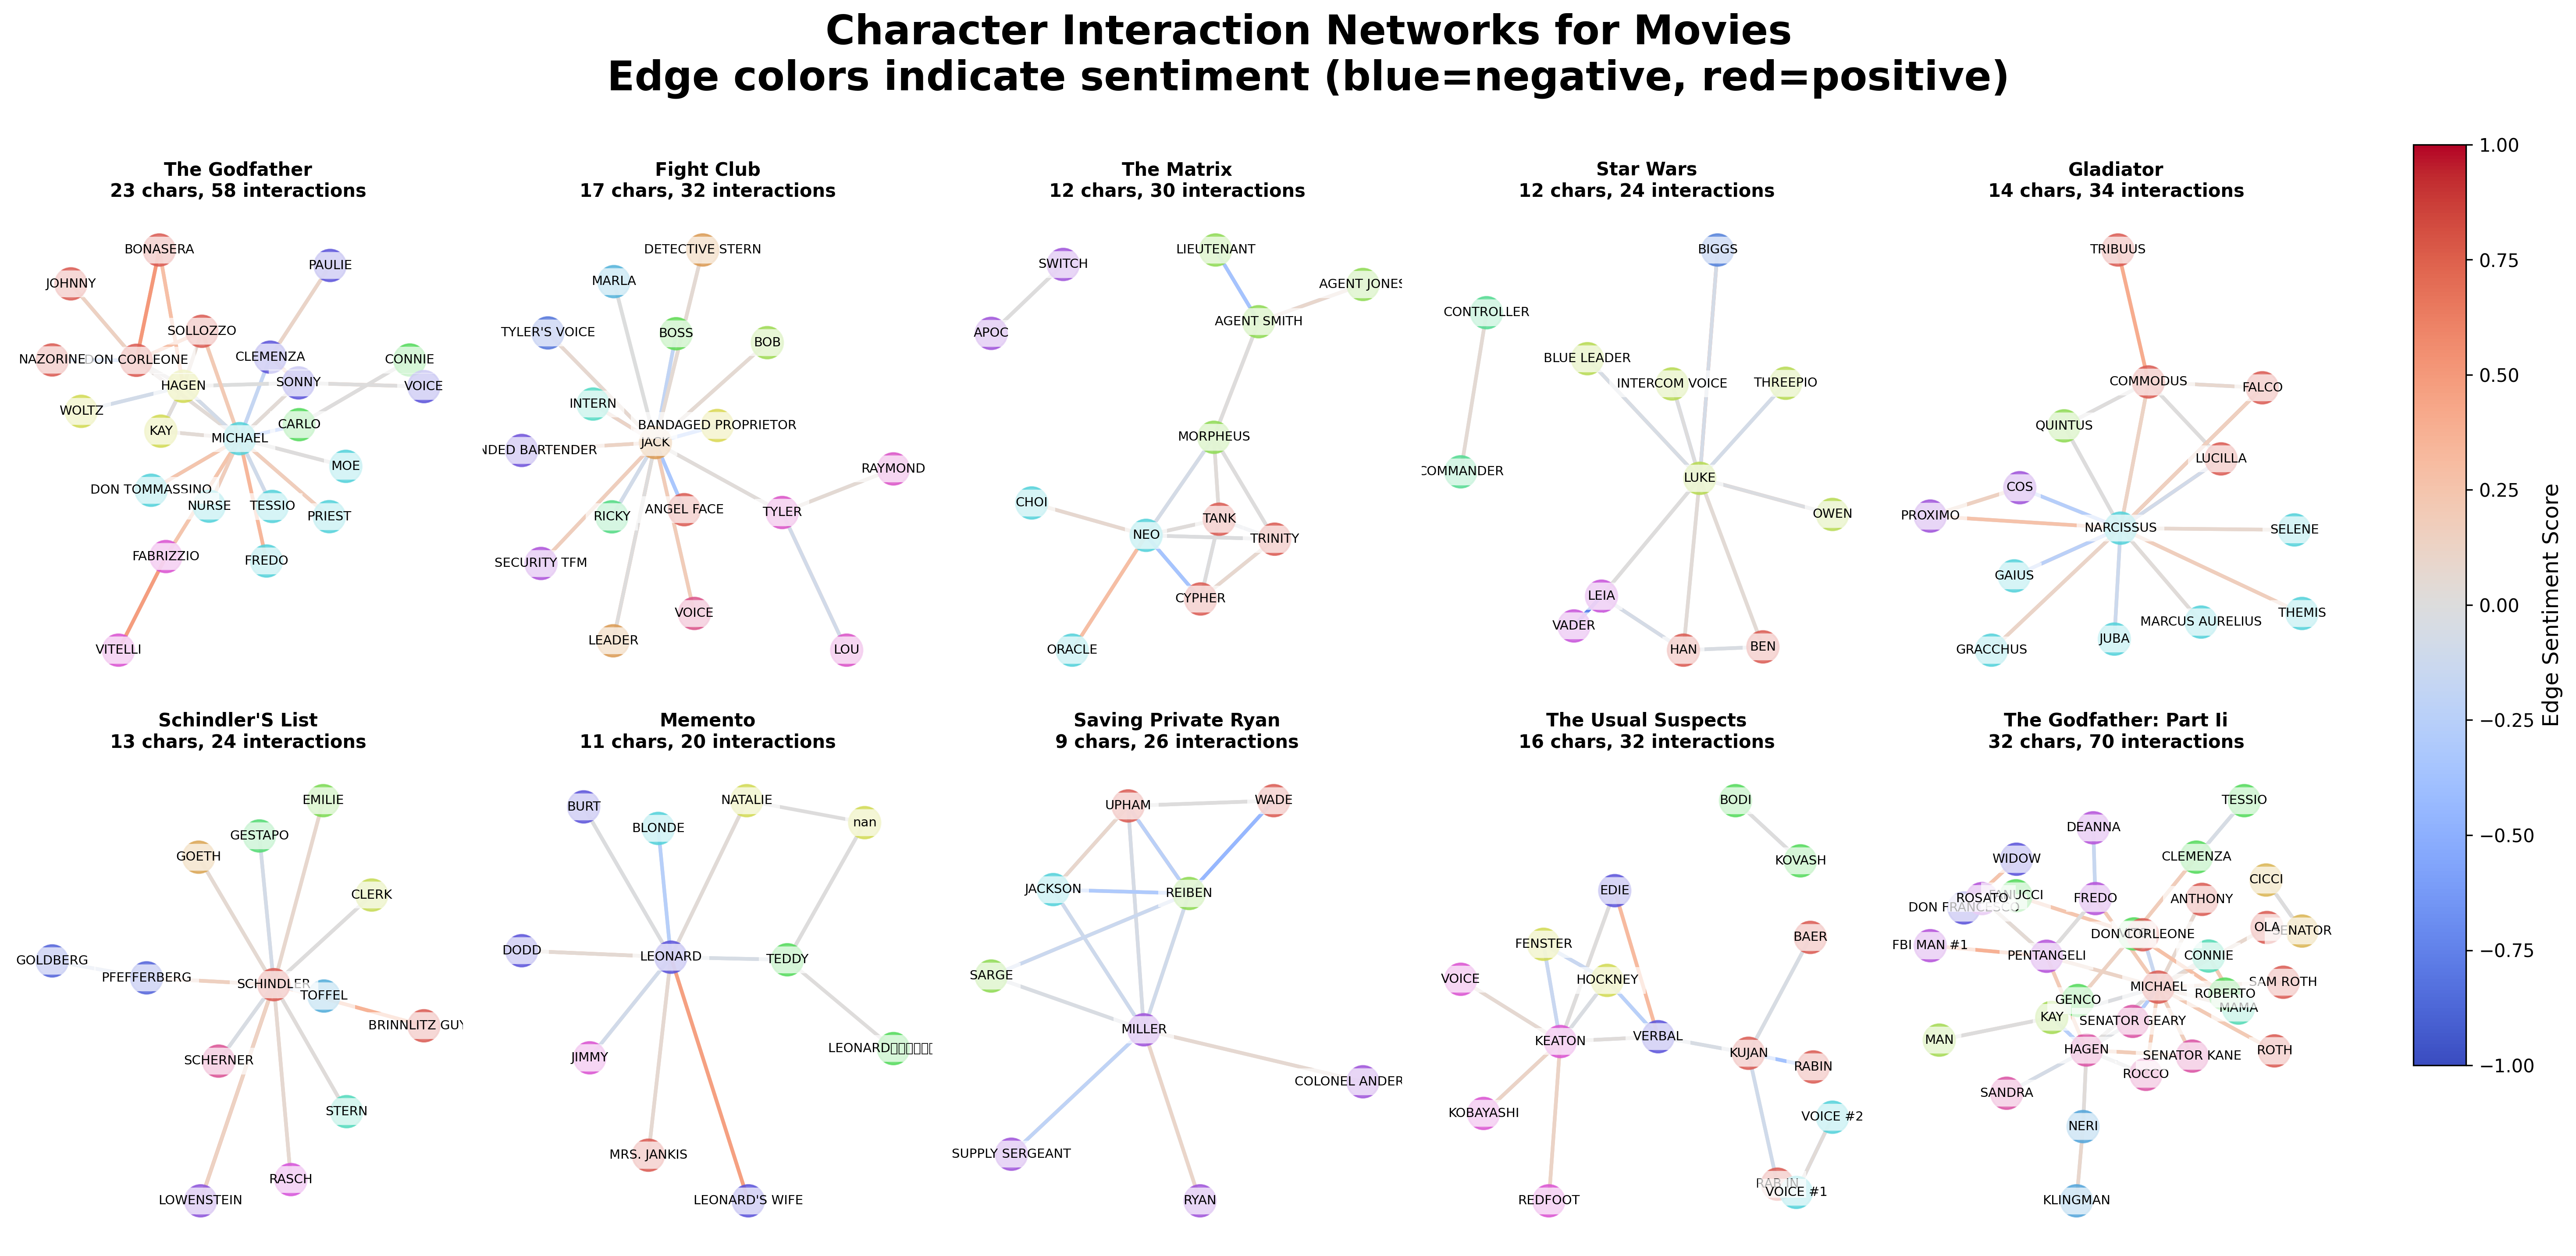 Character Interaction Networks for Movies
Edge colors indicate sentiment (blue=negative, red=positive)
The Godfather
23 chars, 58 interactions
BONASERA
PAULIE
JOHNNY
SOLLOZZO
NAZORINE
DON CORLEONE
CLEMENZA
CONNIE
HAGEN
SONNY
VOICE
WOLTZ
KAY
CARLO
MICHAEL
MOE
DON TOMMASSINO
NURSE
TESSIO
PRIEST
FABRIZZIO
FREDO
VITELLI
Fight Club
17 chars, 32 interactions
DETECTIVE STERN
MARLA
TYLER'S VOICE
BOSS
BOB
INTERN
BANDAGED PROPRIETOR
JACK
NDED BARTENDER
RAYMOND
RICKY
ANGEL FACE
TYLER
SECURITY TFM
VOICE
LEADER
LOU
The Matrix
12 chars, 30 interactions
LIEUTENANT
SWITCH
AGENT JONES
AGENT SMITH
APOC
MORPHEUS
CHOI
TANK
NEO
TRINITY
CYPHER
ORACLE
Star Wars
12 chars, 24 interactions
BIGGS
CONTROLLER
BLUE LEADER
INTERCOM VOICE
THREEPIO
COMMANDER
LUKE
OWEN
LEIA
VADER
HAN
BEN
Gladiator
14 chars, 34 interactions
TRIBUUS
COMMODUS
FALCO
QUINTUS
LUCILLA
COS
PROXIMO
NARCISSUS
SELENE
GAIUS
THEMIS
MARCUS AURELIUS
JUBA
GRACCHUS
Schindler'S List
13 chars, 24 interactions
EMILIE
GESTAPO
GOETH
CLERK
GOLDBERG
PFEFFERBERG
SCHINDLER
TOFFEL
BRINNLITZ GUY
SCHERNER
STERN
RASCH
LOWENSTEIN
Memento
11 chars, 20 interactions
BURT
NATALIE
BLONDE
nan
DODD
LEONARD
TEDDY
LEONARD
JIMMY
MRS. JANKIS
LEONARD'S WIFE
Saving Private Ryan
9 chars, 26 interactions
UPHAM
WADE
JACKSON
REIBEN
SARGE
MILLER
COLONEL ANDER
SUPPLY SERGEANT
RYAN
The Usual Suspects
16 chars, 32 interactions
BODI
KOVASH
EDIE
BAER
FENSTER
HOCKNEY
VOICE
KEATON
VERBAL
KUJAN
RABIN
KOBAYASHI
VOICE #2
RAB IN
VOICE #1
REDFOOT
The Godfather: Part Ii
32 chars, 70 interactions
TESSIO
DEANNA
WIDOW
CLEMENZA
CICCI
ROSATO
FANUCCI
FREDO
ANTHONY
DON FRANCESCO
OLA
SENATOR
DON CORLEONE
FBI MAN #1
PENTANGELI
CONNIE
MICHAEL
SAM ROTH
GENCO
ROBERTO
MAMA
KAY
SENATOR GEARY
MAN
HAGEN
SENATOR KANE
ROTH
ROCCO
SANDRA
NERI
KLINGMAN
1.00
0.75
0.50
0.25
0.00
−0.25
−0.50
−0.75
−1.00
Edge Sentiment Score